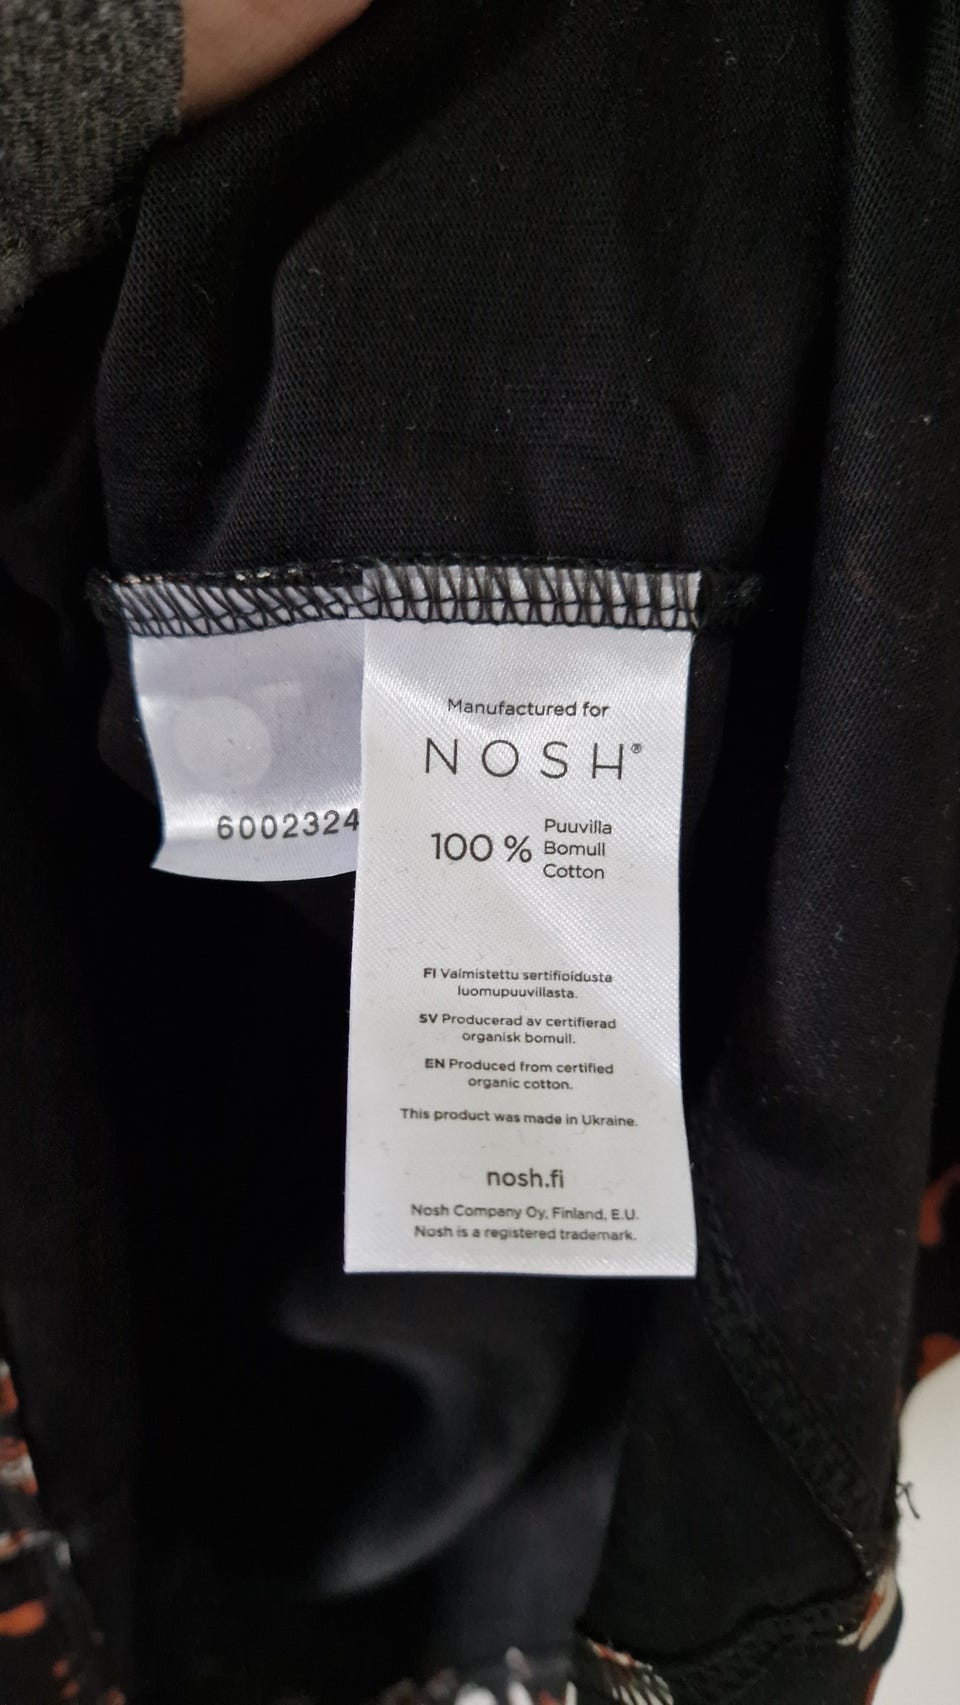 Manufactured for
NOSH®
6002324
100 % Puuvilla
Bomull
Cotton
FI Valmistettu sertifioidusta
luomupuuvillasta.
SV Producerad av certifierad
organisk bomull.
EN Produced from certified
organic cotton.
This product was made in Ukraine.
nosh.fi
Nosh Company Oy, Finland, E.U.
Nosh is a registered trademark.